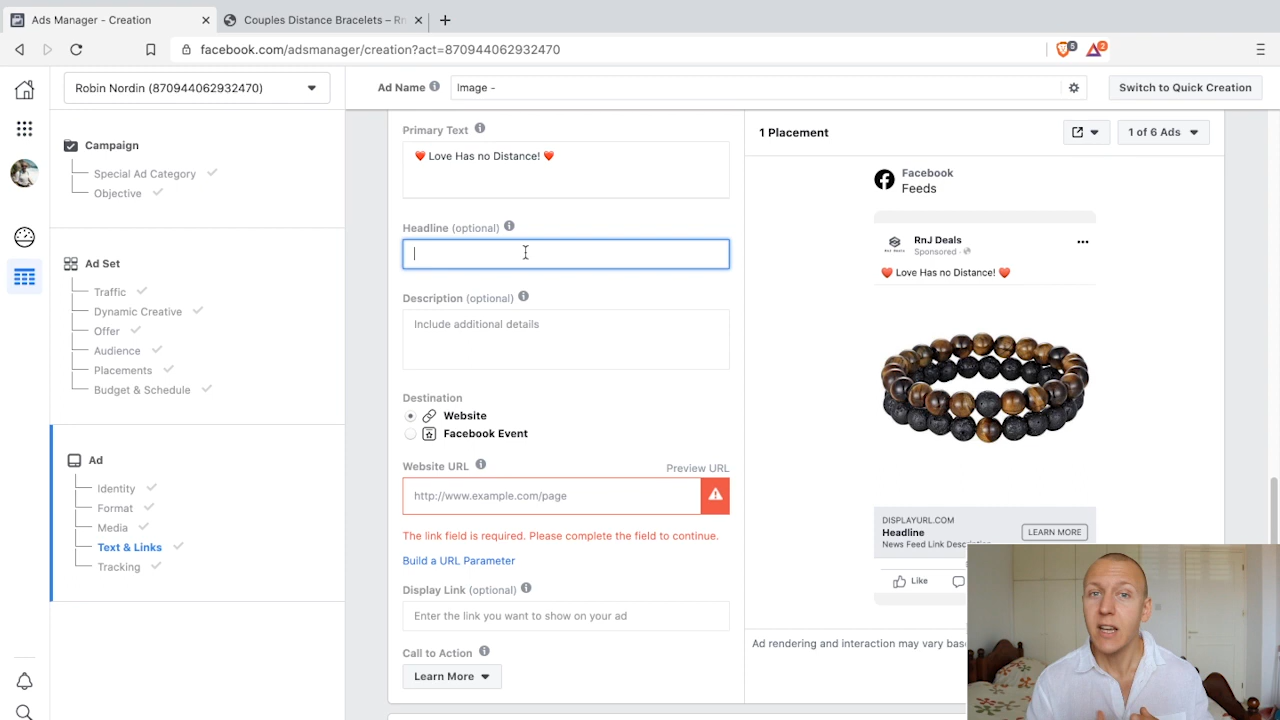 Ads Manager - Creation
Couples Distance Bracelets – Rn
facebook.com/adsmanager/creation?act=870944062932470
5
2
Robin Nordin (870944062932470)
Ad Name
Image -
Switch to Quick Creation
Campaign
Special Ad Category
Objective
Ad Set
Traffic
Dynamic Creative
Offer
Audience
Placements
Budget & Schedule
Ad
Identity
Format
Media
Text & Links
Tracking
Primary Text
❤️ Love Has no Distance! ❤️
Headline (optional)
Description (optional)
Include additional details
Destination
Website
Facebook Event
Website URL
Preview URL
http://www.example.com/page
The link field is required. Please complete the field to continue.
Build a URL Parameter
Display Link (optional)
Enter the link you want to show on your ad
Call to Action
Learn More
1 Placement
1 of 6 Ads
Facebook
Feeds
RnJ Deals
Sponsored ·
❤️ Love Has no Distance! ❤️
DISPLAYURL.COM
Headline
News Feed Link
LEARN MORE
Like
Ad rendering and interaction may vary